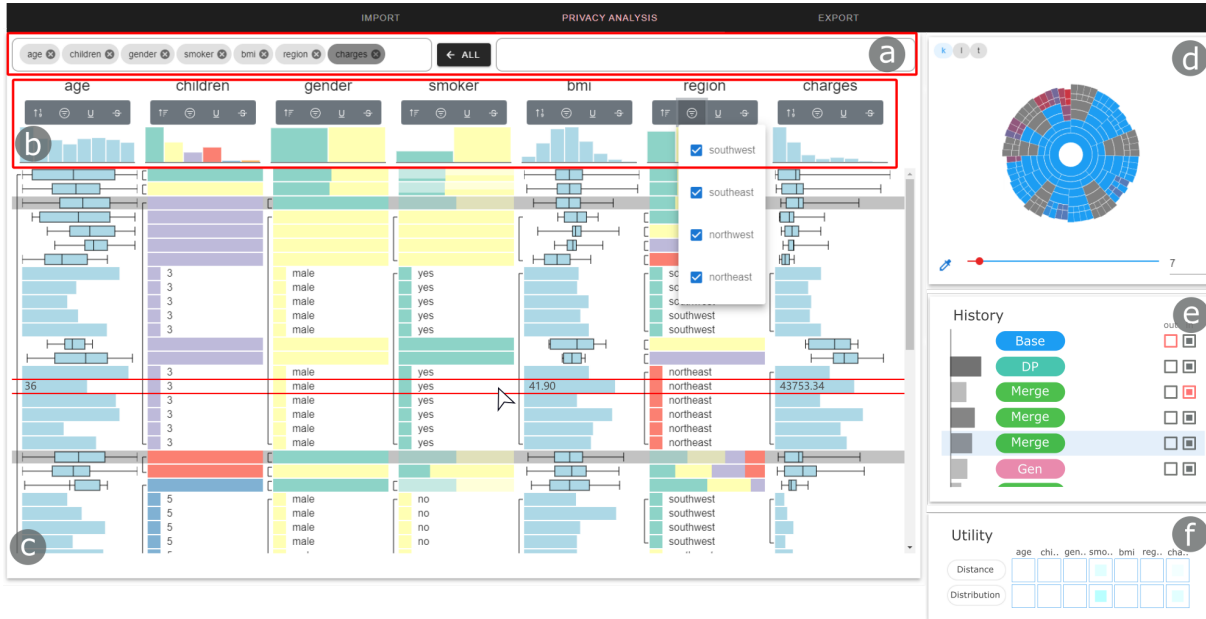 IMPORT PRIVACY ANALYSIS EXPORT
age children gender smoker bmi region charges ← ALL a
d
k l t
age children gender smoker bmi region charges
b
southwest
southeast
northwest
northeast
7
3 male yes
3 male yes
3 male yes
3 male yes southwest
3 male yes southwest
3 male yes northeast
36 3 male yes 41.90 northeast 43753.34
3 male yes northeast
3 male yes northeast
3 male yes northeast
3 male yes northeast
5 male no southwest
5 male no southwest
5 male no southwest
5 male no southwest
c
e
History
Base
DP
Merge
Merge
Merge
Gen
f
Utility
age chi.. gen.. smo.. bmi reg.. cha..
Distance
Distribution